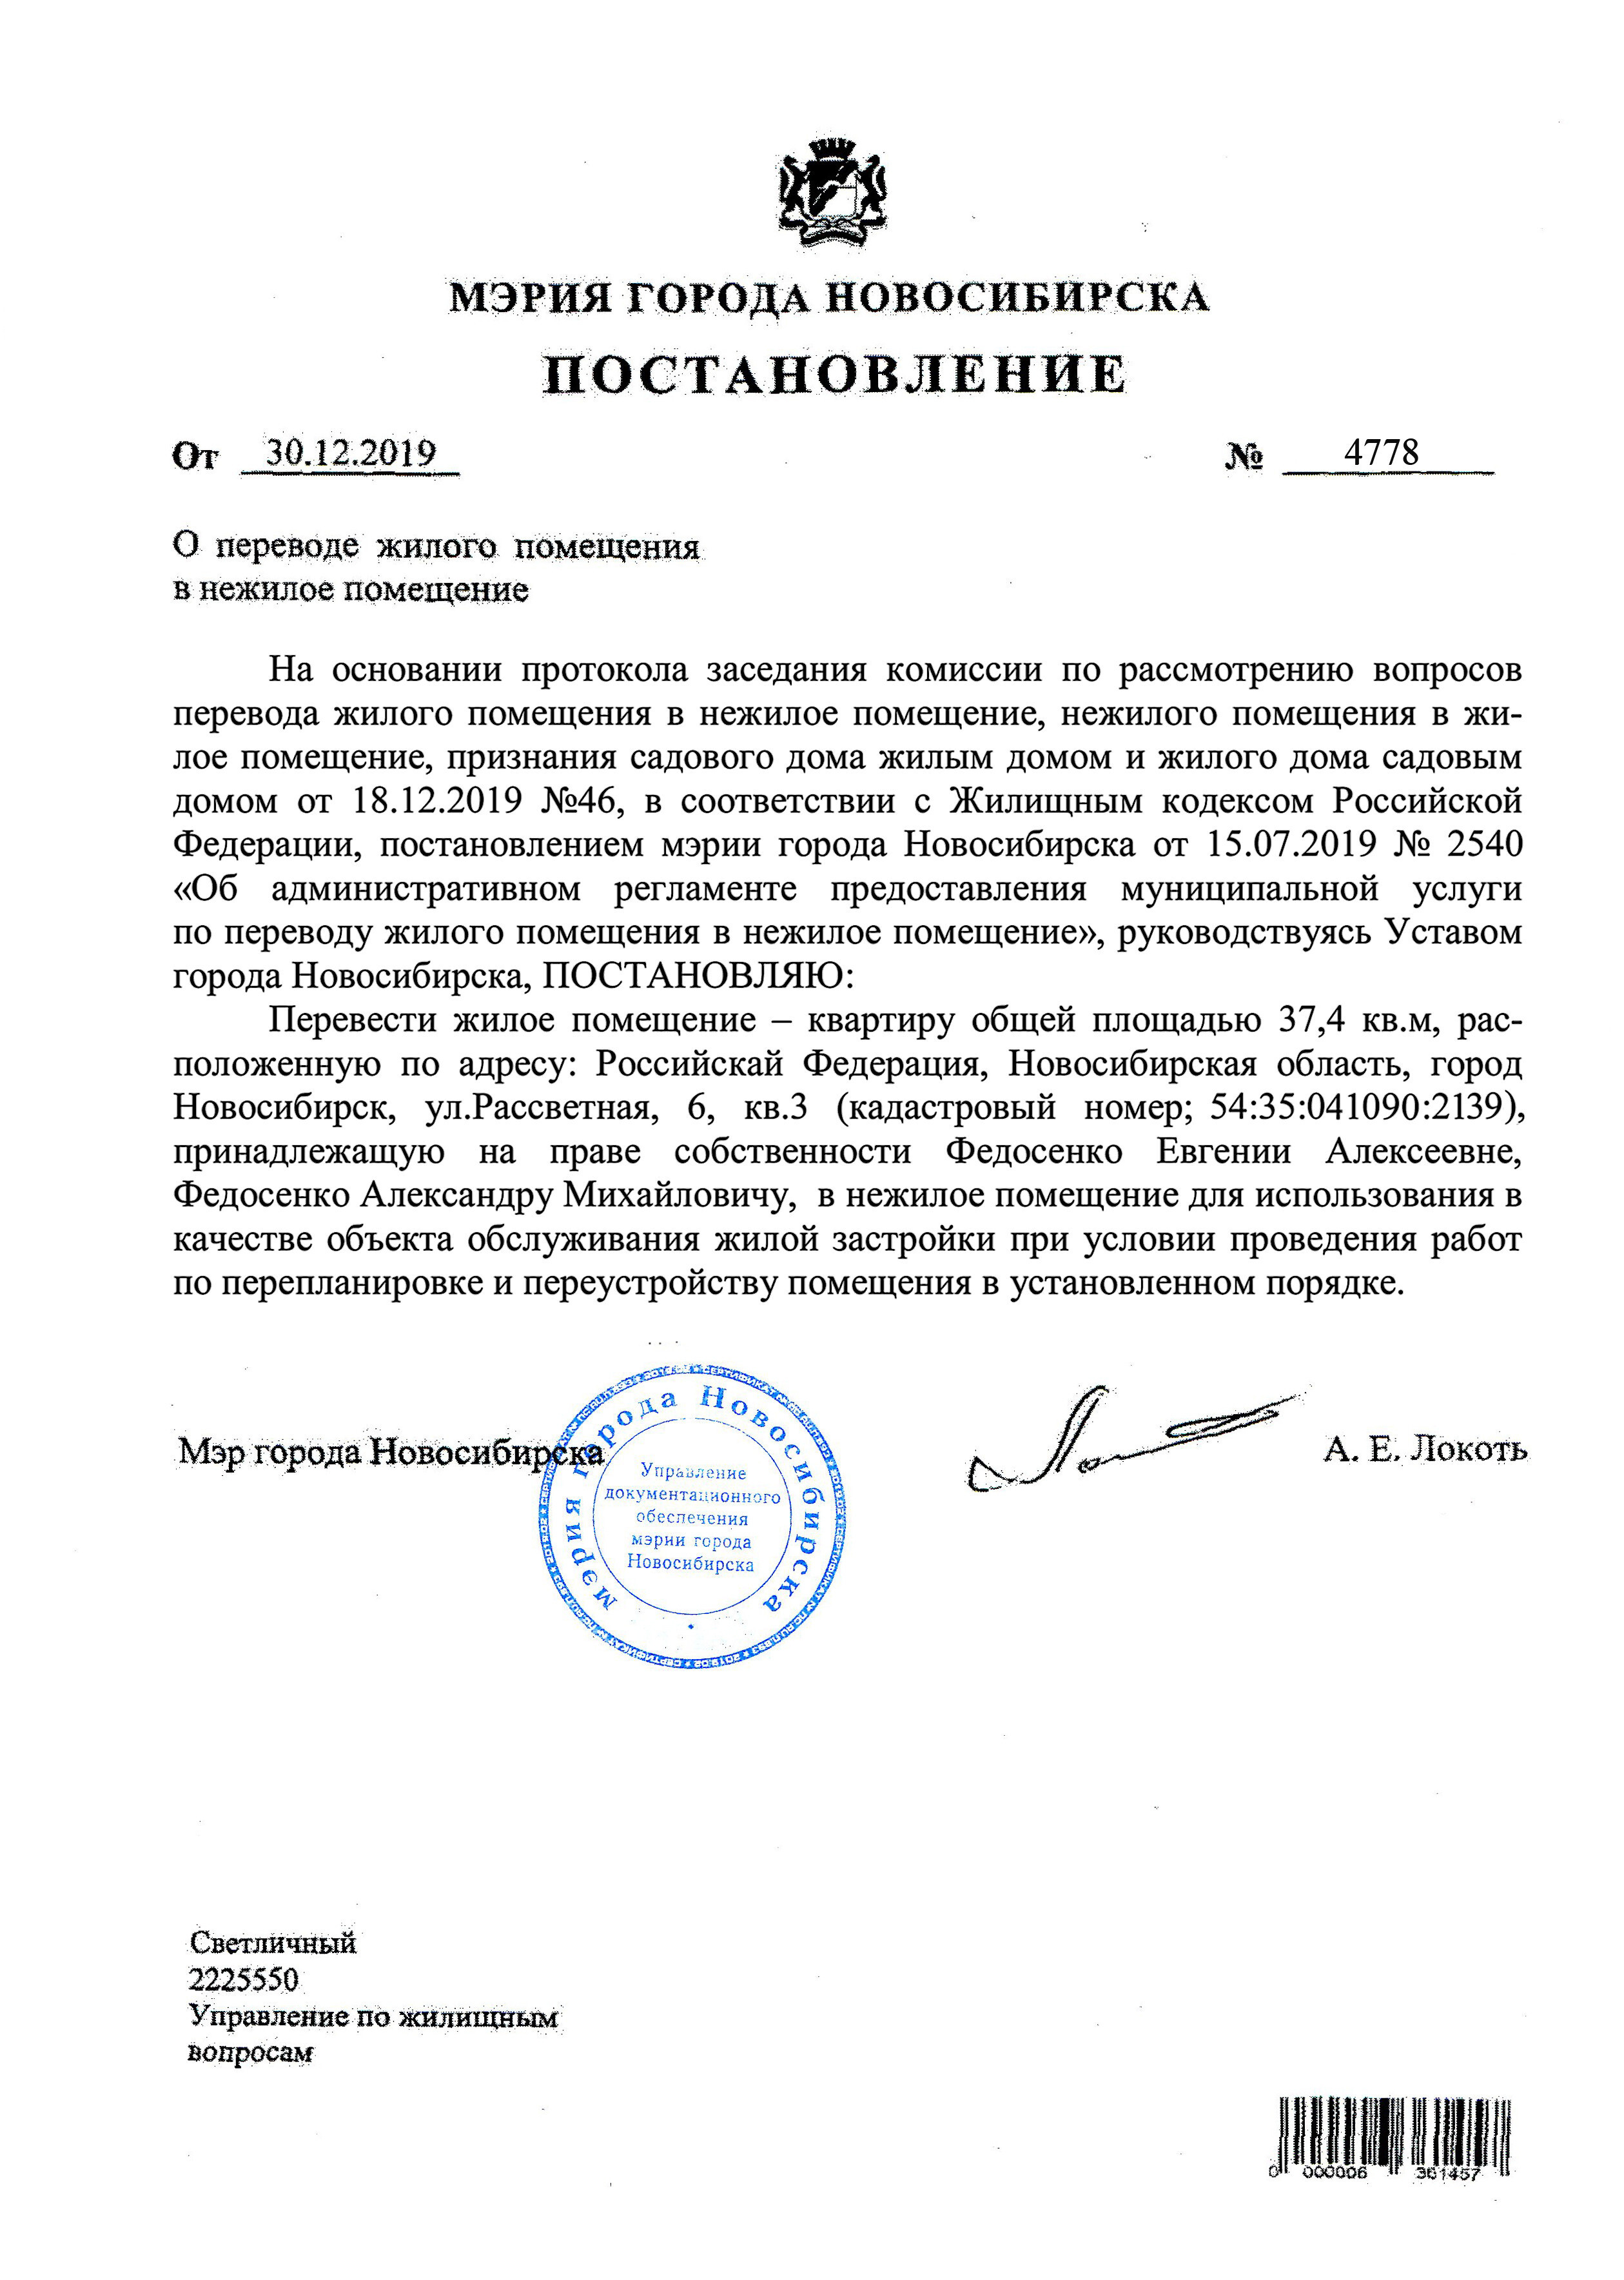 МЭРИЯ ГОРОДА НОВОСИБИРСКА
ПОСТАНОВЛЕНИЕ
От 30.12.2019 № 4778
О переводе жилого помещения
в нежилое помещение
На основании протокола заседания комиссии по рассмотрению вопросов
перевода жилого помещения в нежилое помещение, нежилого помещения в жи-
лое помещение, признания садового дома жилым домом и жилого дома садовым
домом от 18.12.2019 №46, в соответствии с Жилищным кодексом Российской
Федерации, постановлением мэрии города Новосибирска от 15.07.2019 № 2540
«Об административном регламенте предоставления муниципальной услуги
по переводу жилого помещения в нежилое помещение», руководствуясь Уставом
города Новосибирска, ПОСТАНОВЛЯЮ:
Перевести жилое помещение – квартиру общей площадью 37,4 кв.м, рас-
положенную по адресу: Российскай Федерация, Новосибирская область, город
Новосибирск, ул.Рассветная, 6, кв.3 (кадастровый номер; 54:35:041090:2139),
принадлежащую на праве собственности Федосенко Евгении Алексеевне,
Федосенко Александру Михайловичу, в нежилое помещение для использования в
качестве объекта обслуживания жилой застройки при условии проведения работ
по перепланировке и переустройству помещения в установленном порядке.
Мэр города Новосибирска
А. Е. Локоть
мэрия города Новосибирска
Управление
документационного
обеспечения
мэрии города
Новосибирска
Светличный
2225550
Управление по жилищным
вопросам
0 000006 361457